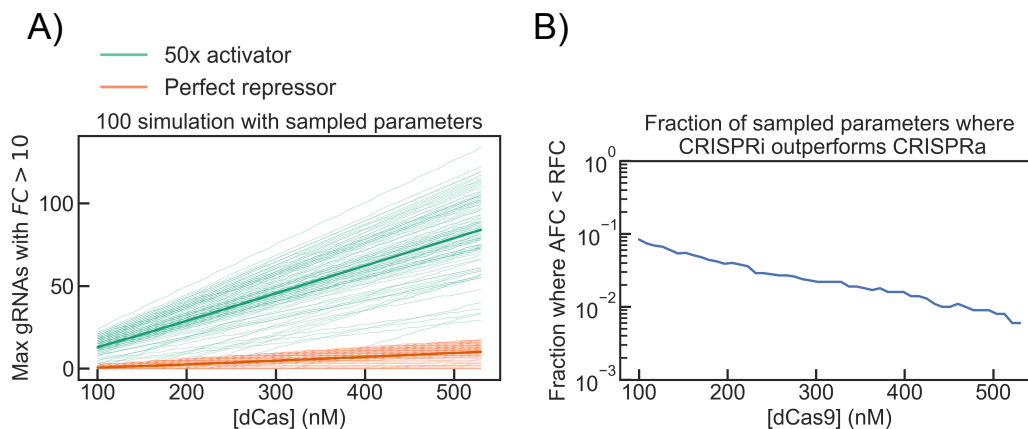 A)
50x activator
Perfect repressor
100 simulation with sampled parameters
Max gRNAs with FC > 10
100
50
0
100
200
300
400
500
[dCas] (nM)
B)
Fraction of sampled parameters where
CRISPRi outperforms CRISPRa
Fraction where AFC < RFC
10⁰
10⁻¹
10⁻²
10⁻³
100
200
300
400
500
[dCas9] (nM)